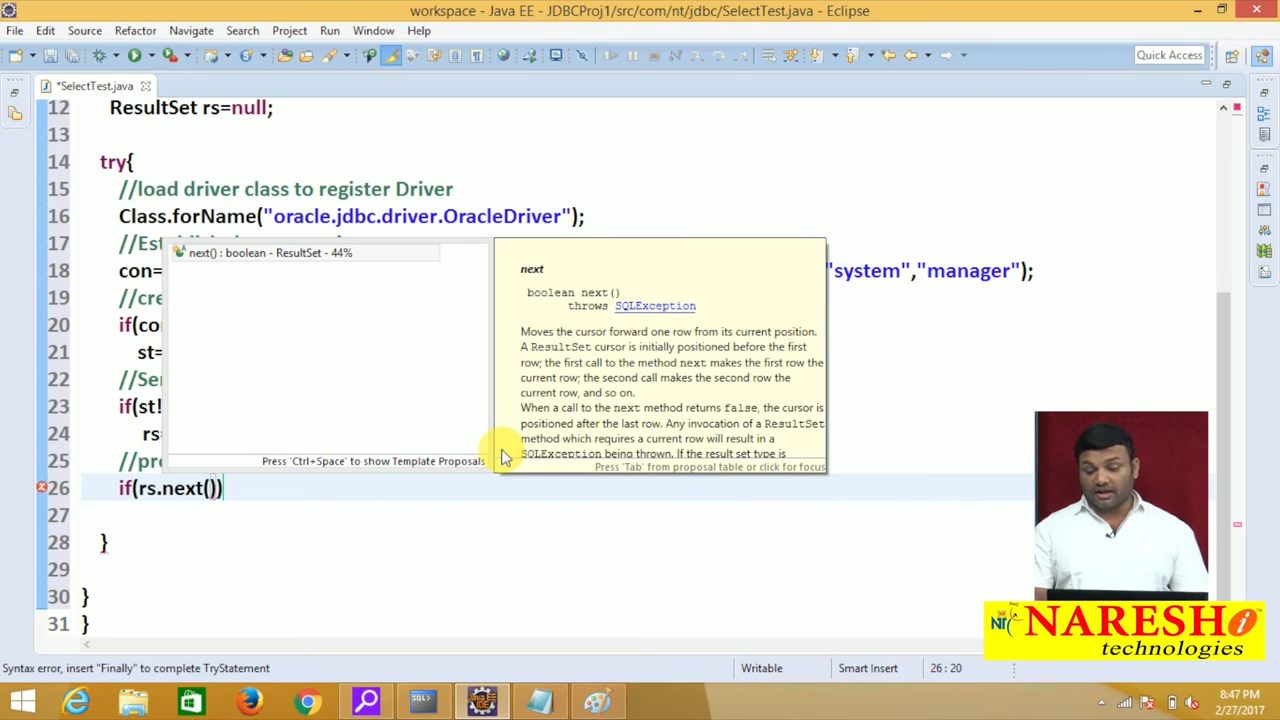 workspace - Java EE - JDBCProj1/src/com/nt/jdbc/SelectTest.java - Eclipse
File Edit Source Refactor Navigate Search Project Run Window Help
Quick Access
*SelectTest.java
12 ResultSet rs=null;
13
14 try{
15 //load driver class to register Driver
16 Class.forName("oracle.jdbc.driver.OracleDriver");
17 //Est
18 con= "system","manager");
19 //cre
20 if(co
21 st=
22 //Se
23 if(st!
24 rs=
25 //pr
26 if(rs.next())
27
28 }
29
30 }
31 }
next() : boolean - ResultSet - 44%
Press 'Ctrl+Space' to show Template Proposals
next
boolean next()
throws SQLException
Moves the cursor forward one row from its current position.
A ResultSet cursor is initially positioned before the first
row; the first call to the method next makes the first row the
current row; the second call makes the second row the
current row, and so on.
When a call to the next method returns false, the cursor is
positioned after the last row. Any invocation of a ResultSet
method which requires a current row will result in a
SQLException being thrown. If the result set type is
Press 'Tab' from proposal table or click for focus
NT NARESH i
technologies
Syntax error, insert "Finally" to complete TryStatement
Writable
Smart Insert
26 : 20
SQL>
Java EE
IDE
8:47 PM
2/27/2017